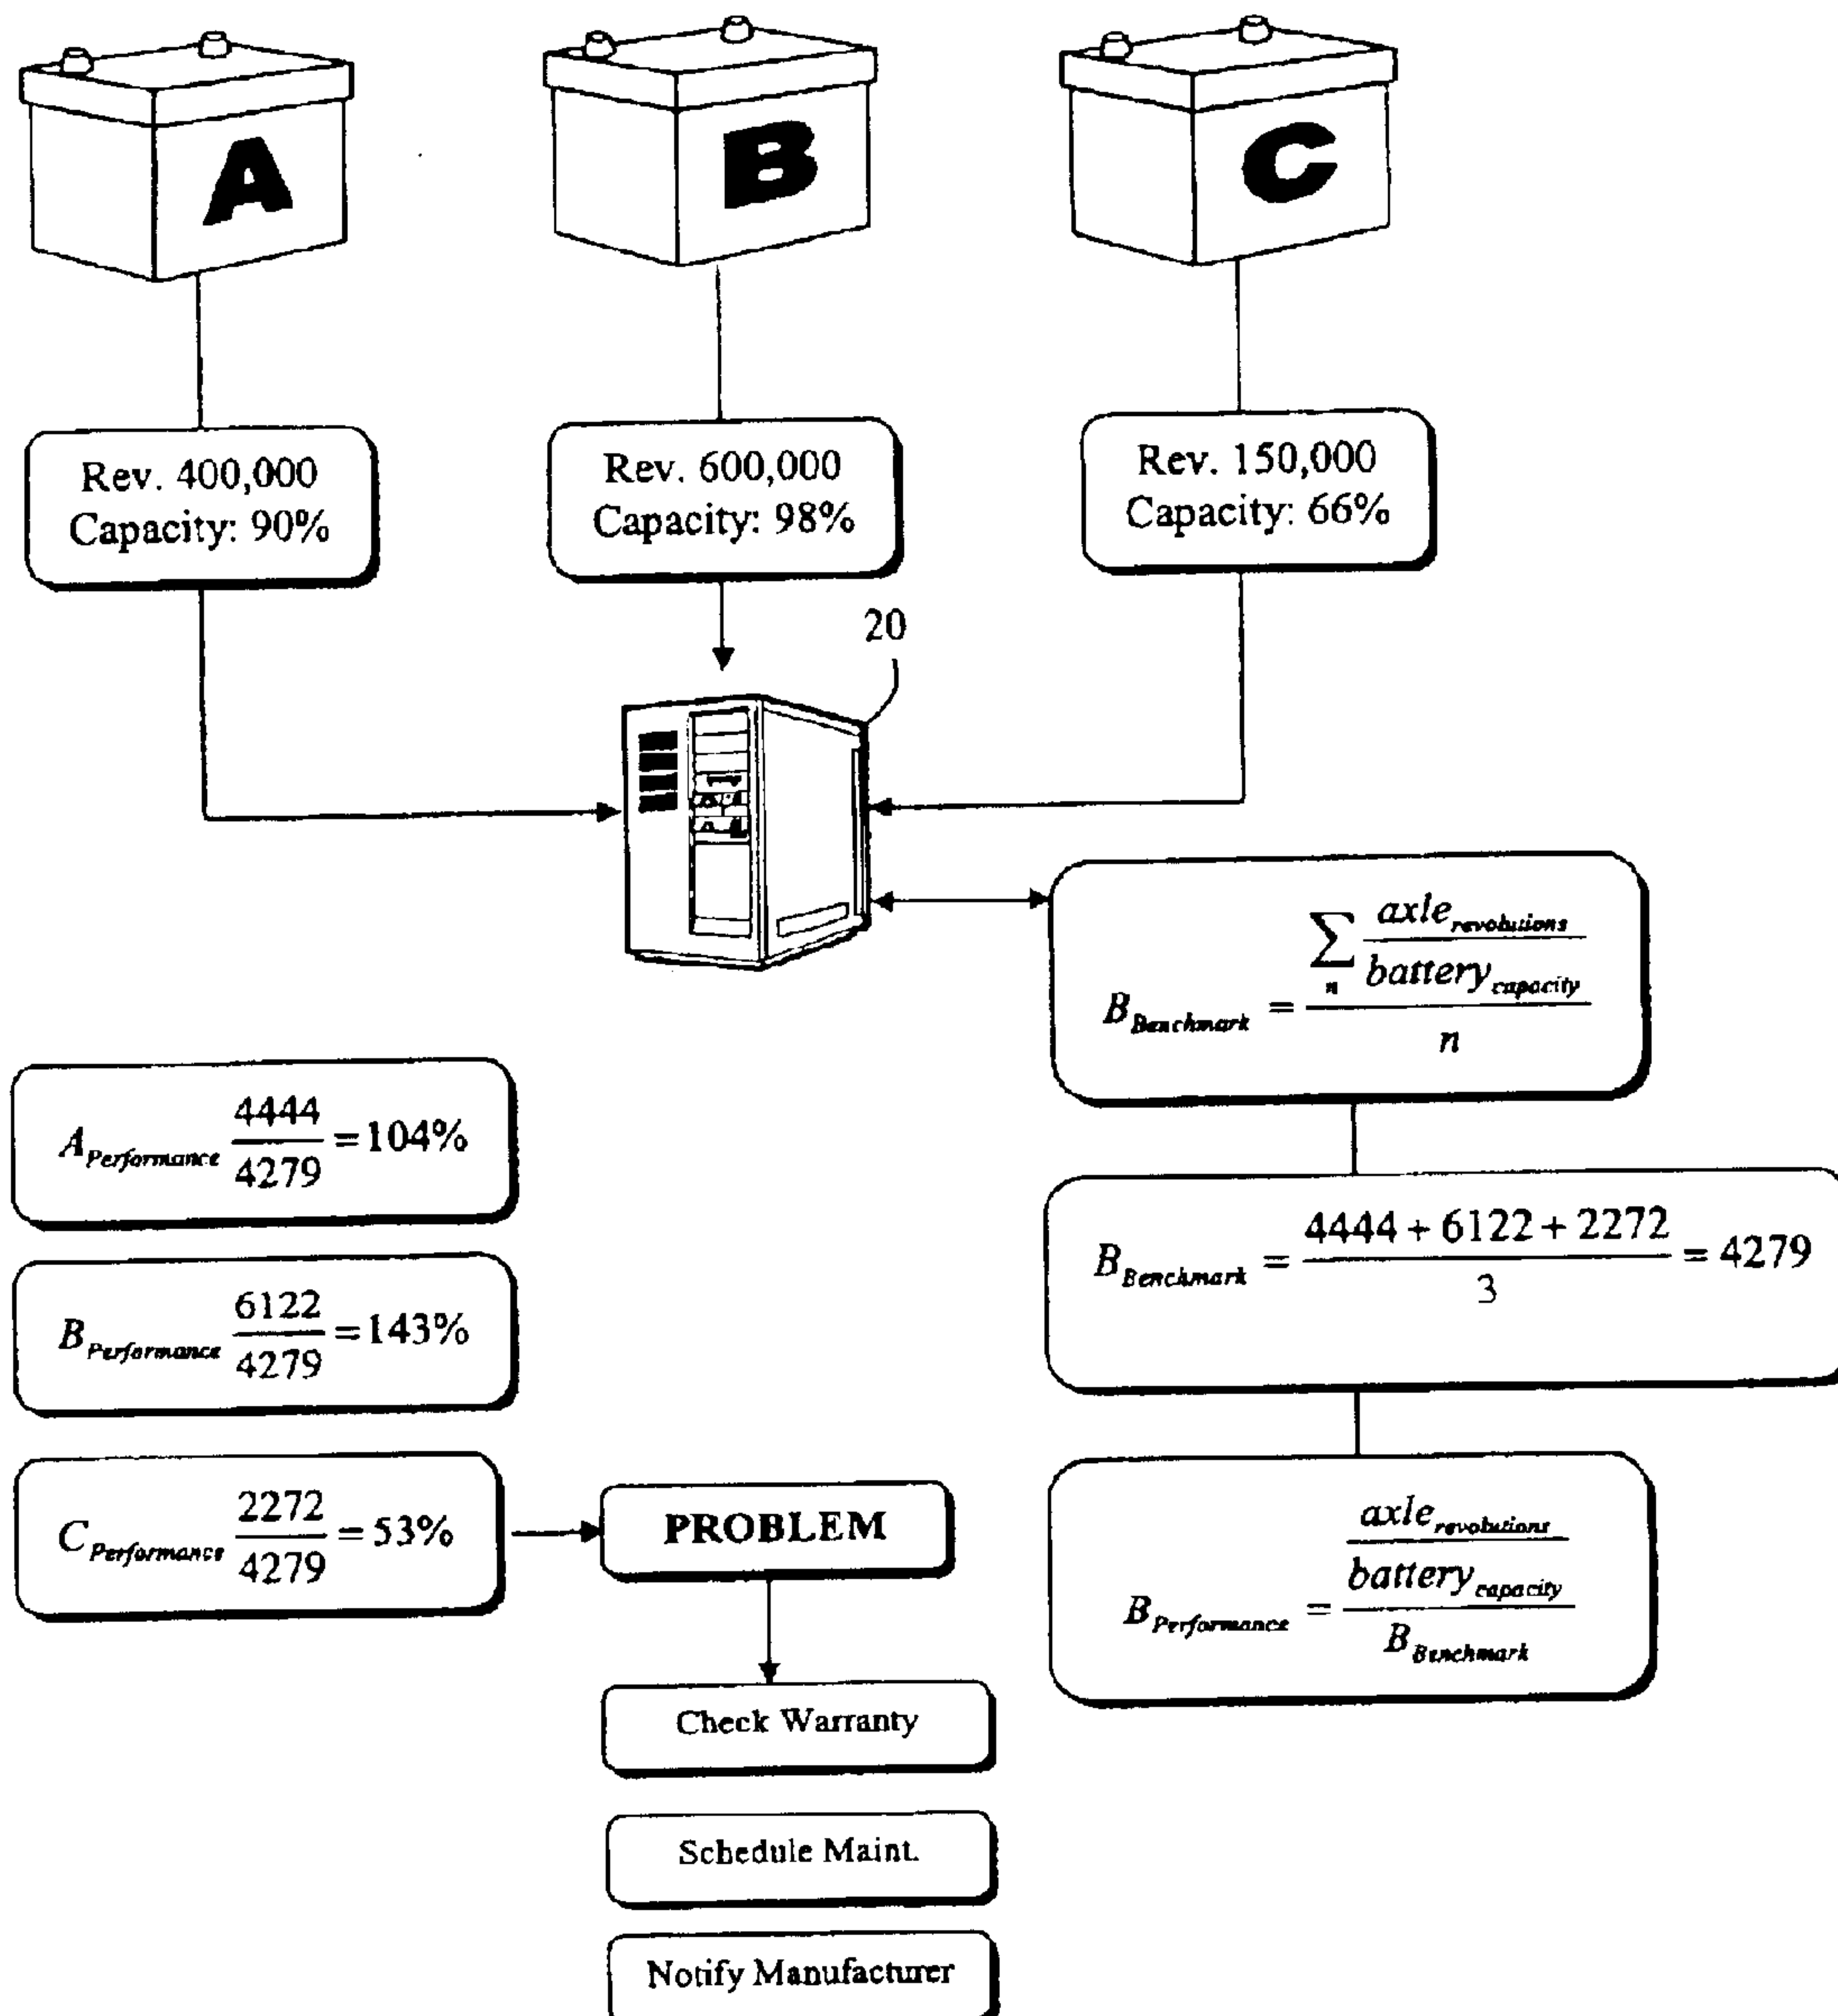 A
B
C
Rev. 400,000
Capacity: 90%
Rev. 600,000
Capacity: 98%
Rev. 150,000
Capacity: 66%
20
B_Benchmark = (∑_n axle_revolutions / battery_capacity) / n
A_Performance 4444/4279 = 104%
B_Benchmark = (4444 + 6122 + 2272) / 3 = 4279
B_Performance 6122/4279 = 143%
C_Performance 2272/4279 = 53%
PROBLEM
B_Performance = (axle_revolutions / battery_capacity) / B_Benchmark
Check Warranty
Schedule Maint.
Notify Manufacturer